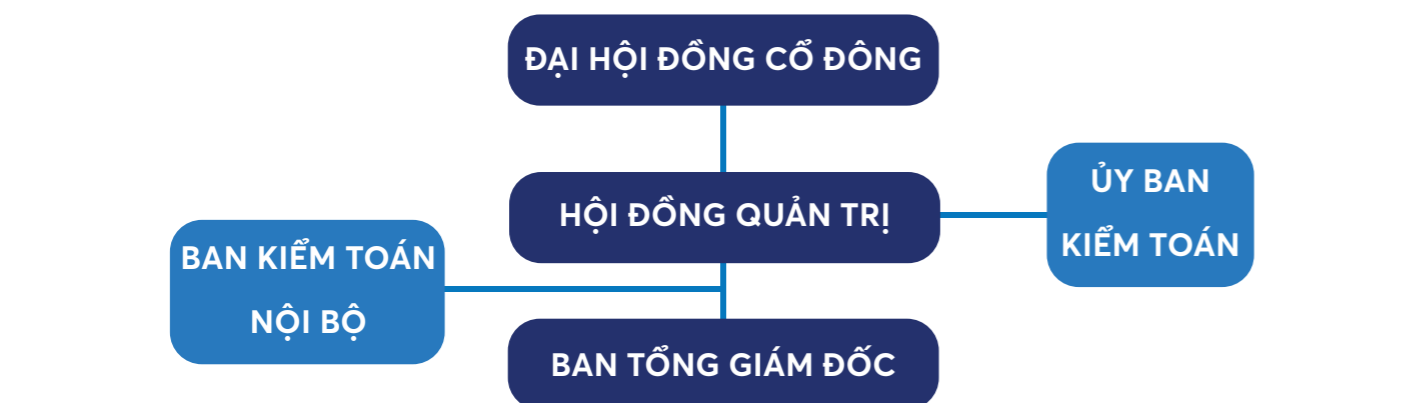 ĐẠI HỘI ĐỒNG CỔ ĐÔNG
HỘI ĐỒNG QUẢN TRỊ
ỦY BAN
KIỂM TOÁN
BAN KIỂM TOÁN
NỘI BỘ
BAN TỔNG GIÁM ĐỐC